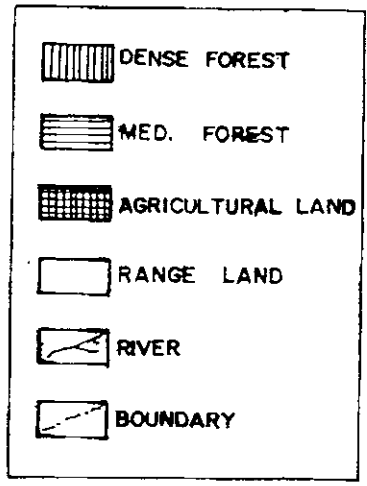 DENSE FOREST
MED. FOREST
AGRICULTURAL LAND
RANGE LAND
RIVER
BOUNDARY